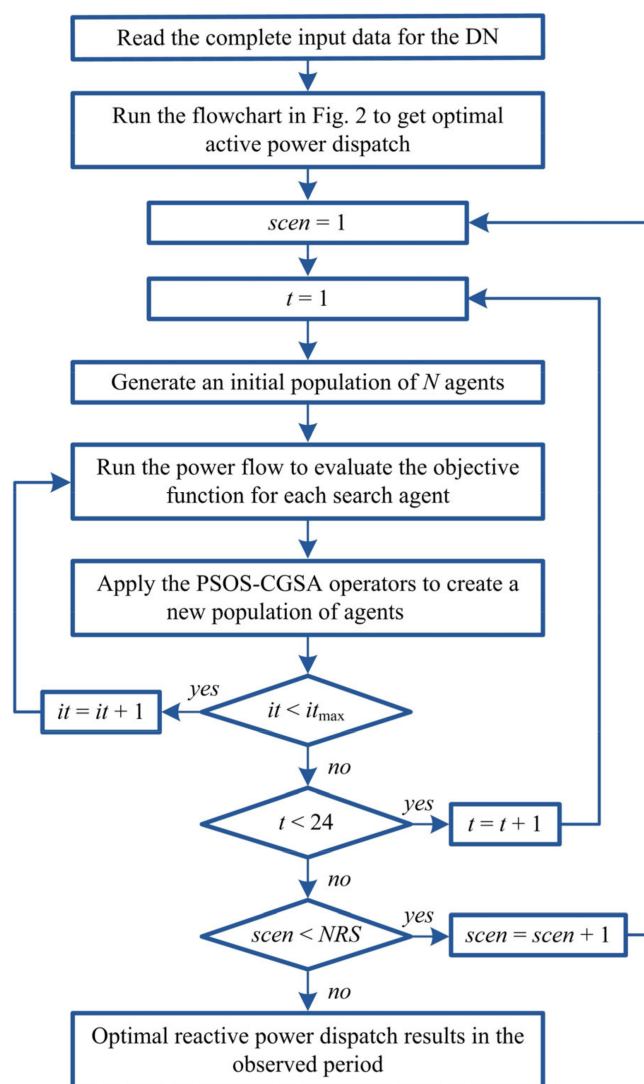 Read the complete input data for the DN
Run the flowchart in Fig. 2 to get optimal
active power dispatch
scen = 1
t = 1
Generate an initial population of N agents
Run the power flow to evaluate the objective
function for each search agent
Apply the PSOS-CGSA operators to create a
new population of agents
yes
it = it + 1
it < it_max
no
yes
t < 24
t = t + 1
no
yes
scen < NRS
scen = scen + 1
no
Optimal reactive power dispatch results in the
observed period